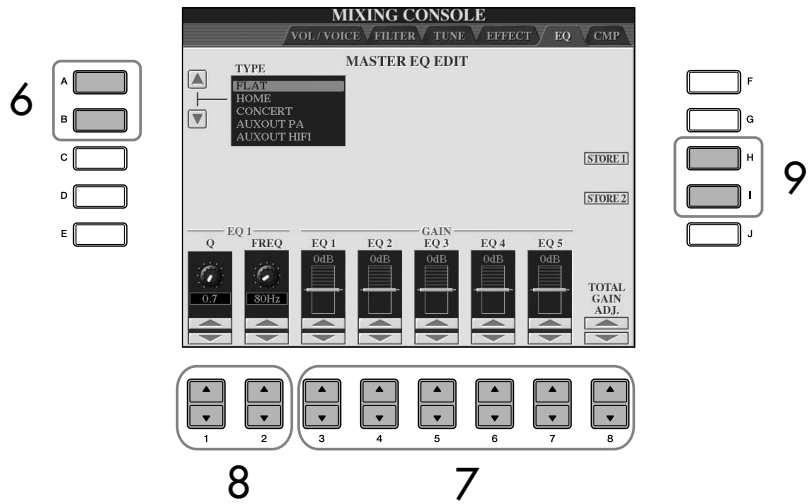 MIXING CONSOLE
VOL / VOICE FILTER TUNE EFFECT EQ CMP
MASTER EQ EDIT
TYPE
FLAT
HOME
CONCERT
AUXOUT PA
AUXOUT HIFI
6
A
B
C
D
E
F
G
H
I
J
9
STORE 1
STORE 2
EQ 1
Q FREQ
0.7 80Hz
GAIN
EQ 1 EQ 2 EQ 3 EQ 4 EQ 5
0dB 0dB 0dB 0dB 0dB
TOTAL
GAIN
ADJ.
1 2 3 4 5 6 7 8
8 7